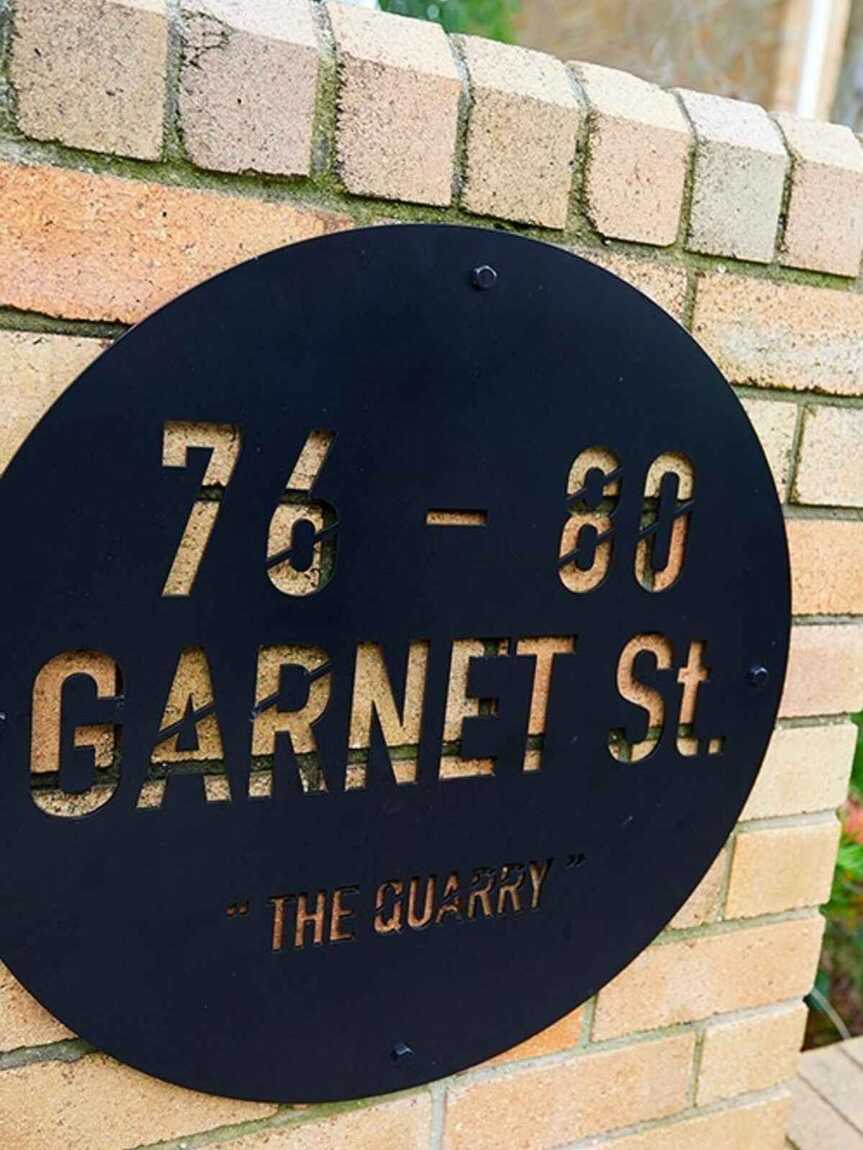 76 - 80
GARNET St.
" THE QUARRY "